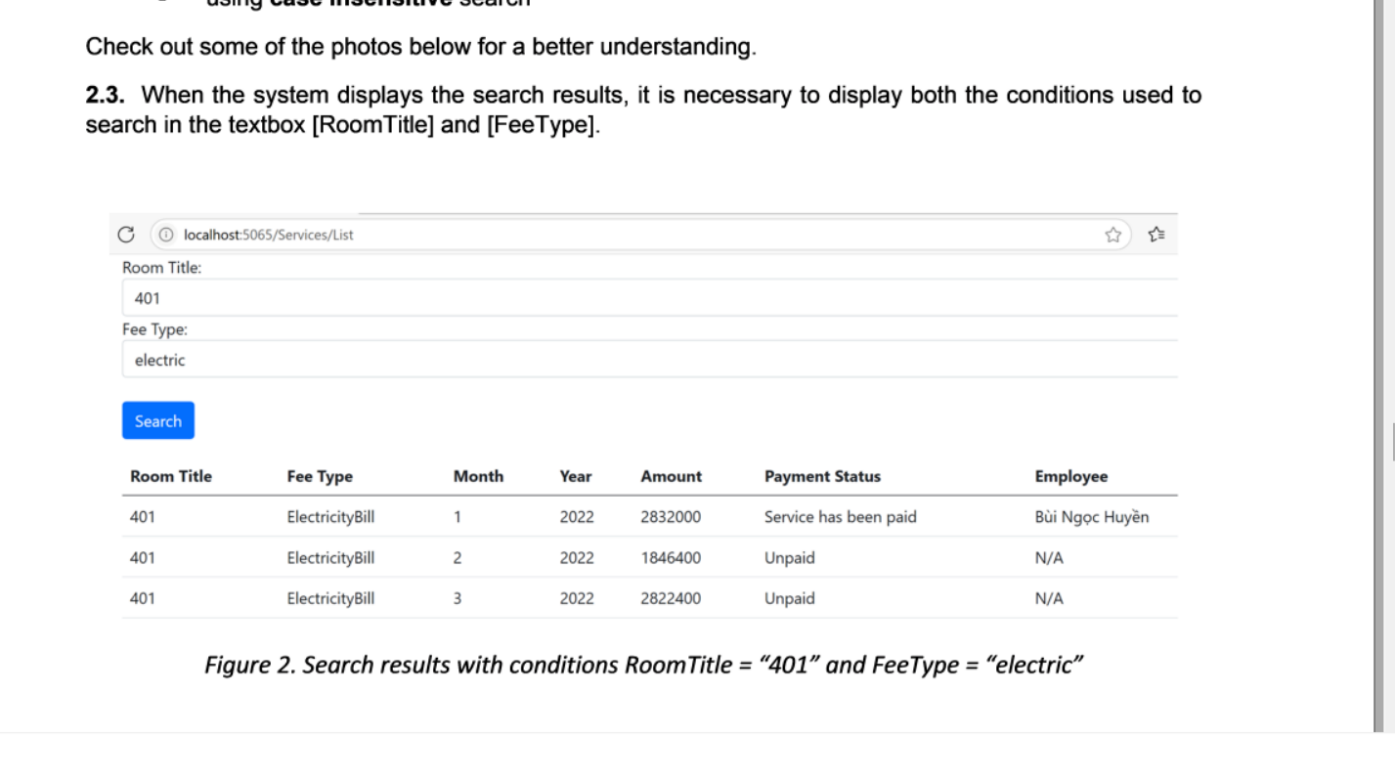 using case insensitive search
Check out some of the photos below for a better understanding.
2.3. When the system displays the search results, it is necessary to display both the conditions used to
search in the textbox [RoomTitle] and [FeeType].
localhost:5065/Services/List
Room Title:
401
Fee Type:
electric
Search
Room Title Fee Type Month Year Amount Payment Status Employee
401 ElectricityBill 1 2022 2832000 Service has been paid Bùi Ngọc Huyền
401 ElectricityBill 2 2022 1846400 Unpaid N/A
401 ElectricityBill 3 2022 2822400 Unpaid N/A
Figure 2. Search results with conditions RoomTitle = “401” and FeeType = “electric”